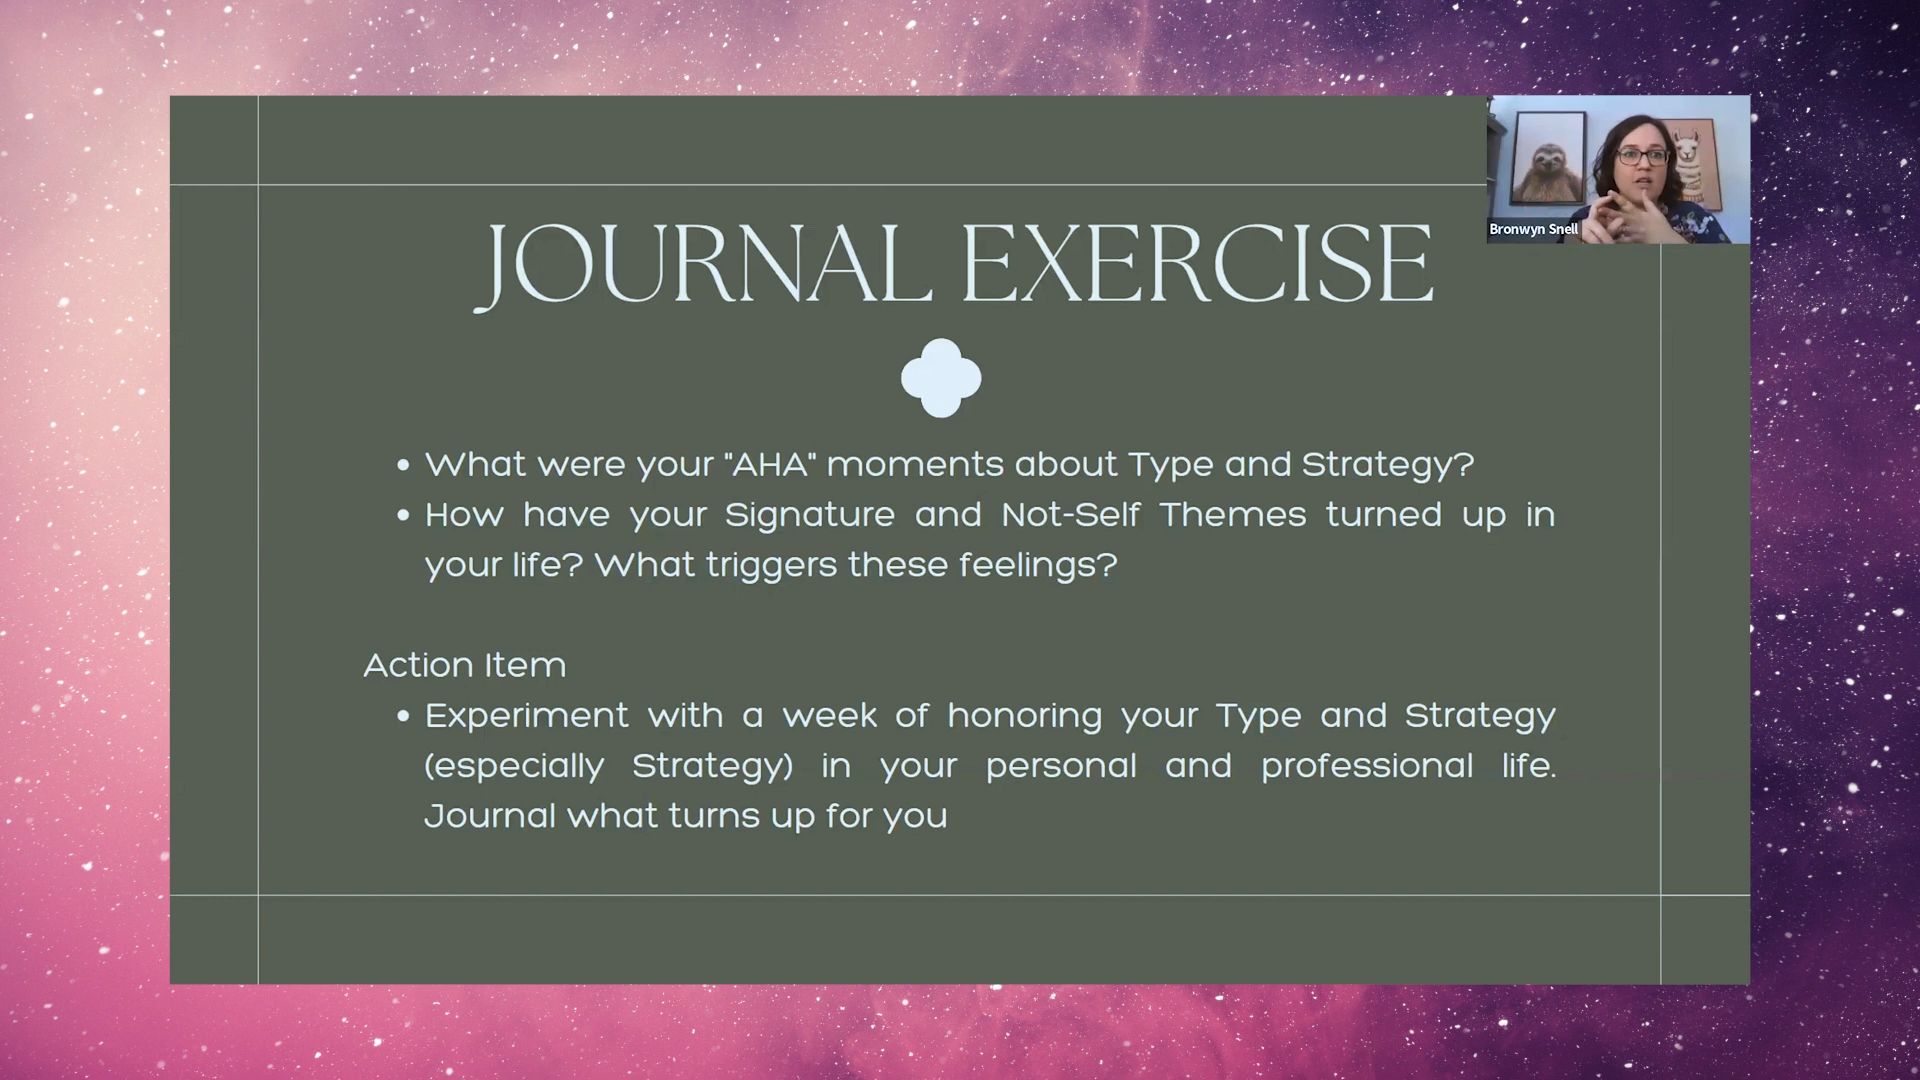 Bronwyn Snell
JOURNAL EXERCISE
• What were your "AHA" moments about Type and Strategy?
• How have your Signature and Not-Self Themes turned up in
your life? What triggers these feelings?
Action Item
• Experiment with a week of honoring your Type and Strategy
(especially Strategy) in your personal and professional life.
Journal what turns up for you